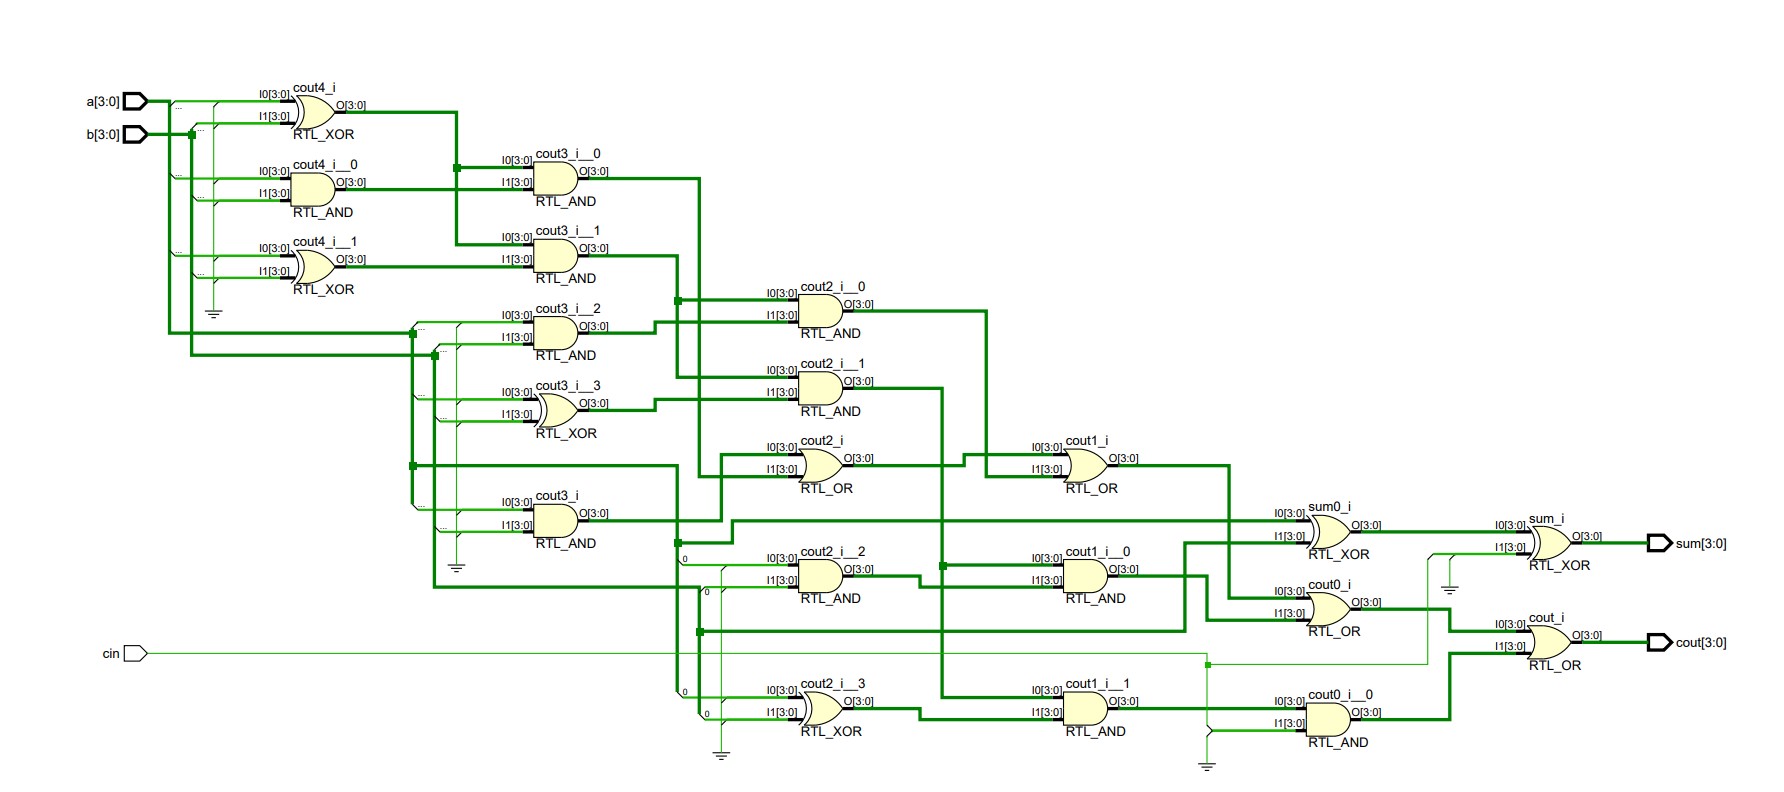 a[3:0]
b[3:0]
cin
cout4_i
I0[3:0]
I1[3:0]
O[3:0]
RTL_XOR
cout4_i__0
I0[3:0]
I1[3:0]
O[3:0]
RTL_AND
cout4_i__1
I0[3:0]
I1[3:0]
O[3:0]
RTL_XOR
...
...
...
...
...
...
cout3_i__0
I0[3:0]
I1[3:0]
O[3:0]
RTL_AND
cout3_i__1
I0[3:0]
I1[3:0]
O[3:0]
RTL_AND
cout3_i__2
I0[3:0]
I1[3:0]
O[3:0]
RTL_AND
cout3_i__3
I0[3:0]
I1[3:0]
O[3:0]
RTL_XOR
cout3_i
I0[3:0]
I1[3:0]
O[3:0]
RTL_AND
...
...
...
...
...
...
cout2_i__0
I0[3:0]
I1[3:0]
O[3:0]
RTL_AND
cout2_i__1
I0[3:0]
I1[3:0]
O[3:0]
RTL_AND
cout2_i
I0[3:0]
I1[3:0]
O[3:0]
RTL_OR
cout2_i__2
0
I0[3:0]
0
I1[3:0]
O[3:0]
RTL_AND
cout2_i__3
0
I0[3:0]
0
I1[3:0]
O[3:0]
RTL_XOR
cout1_i
I0[3:0]
I1[3:0]
O[3:0]
RTL_OR
cout1_i__0
I0[3:0]
I1[3:0]
O[3:0]
RTL_AND
cout1_i__1
I0[3:0]
I1[3:0]
O[3:0]
RTL_AND
sum0_i
I0[3:0]
I1[3:0]
O[3:0]
RTL_XOR
cout0_i
I0[3:0]
I1[3:0]
O[3:0]
RTL_OR
cout0_i__0
I0[3:0]
I1[3:0]
O[3:0]
RTL_AND
sum_i
I0[3:0]
I1[3:0]
O[3:0]
RTL_XOR
cout_i
I0[3:0]
I1[3:0]
O[3:0]
RTL_OR
sum[3:0]
cout[3:0]